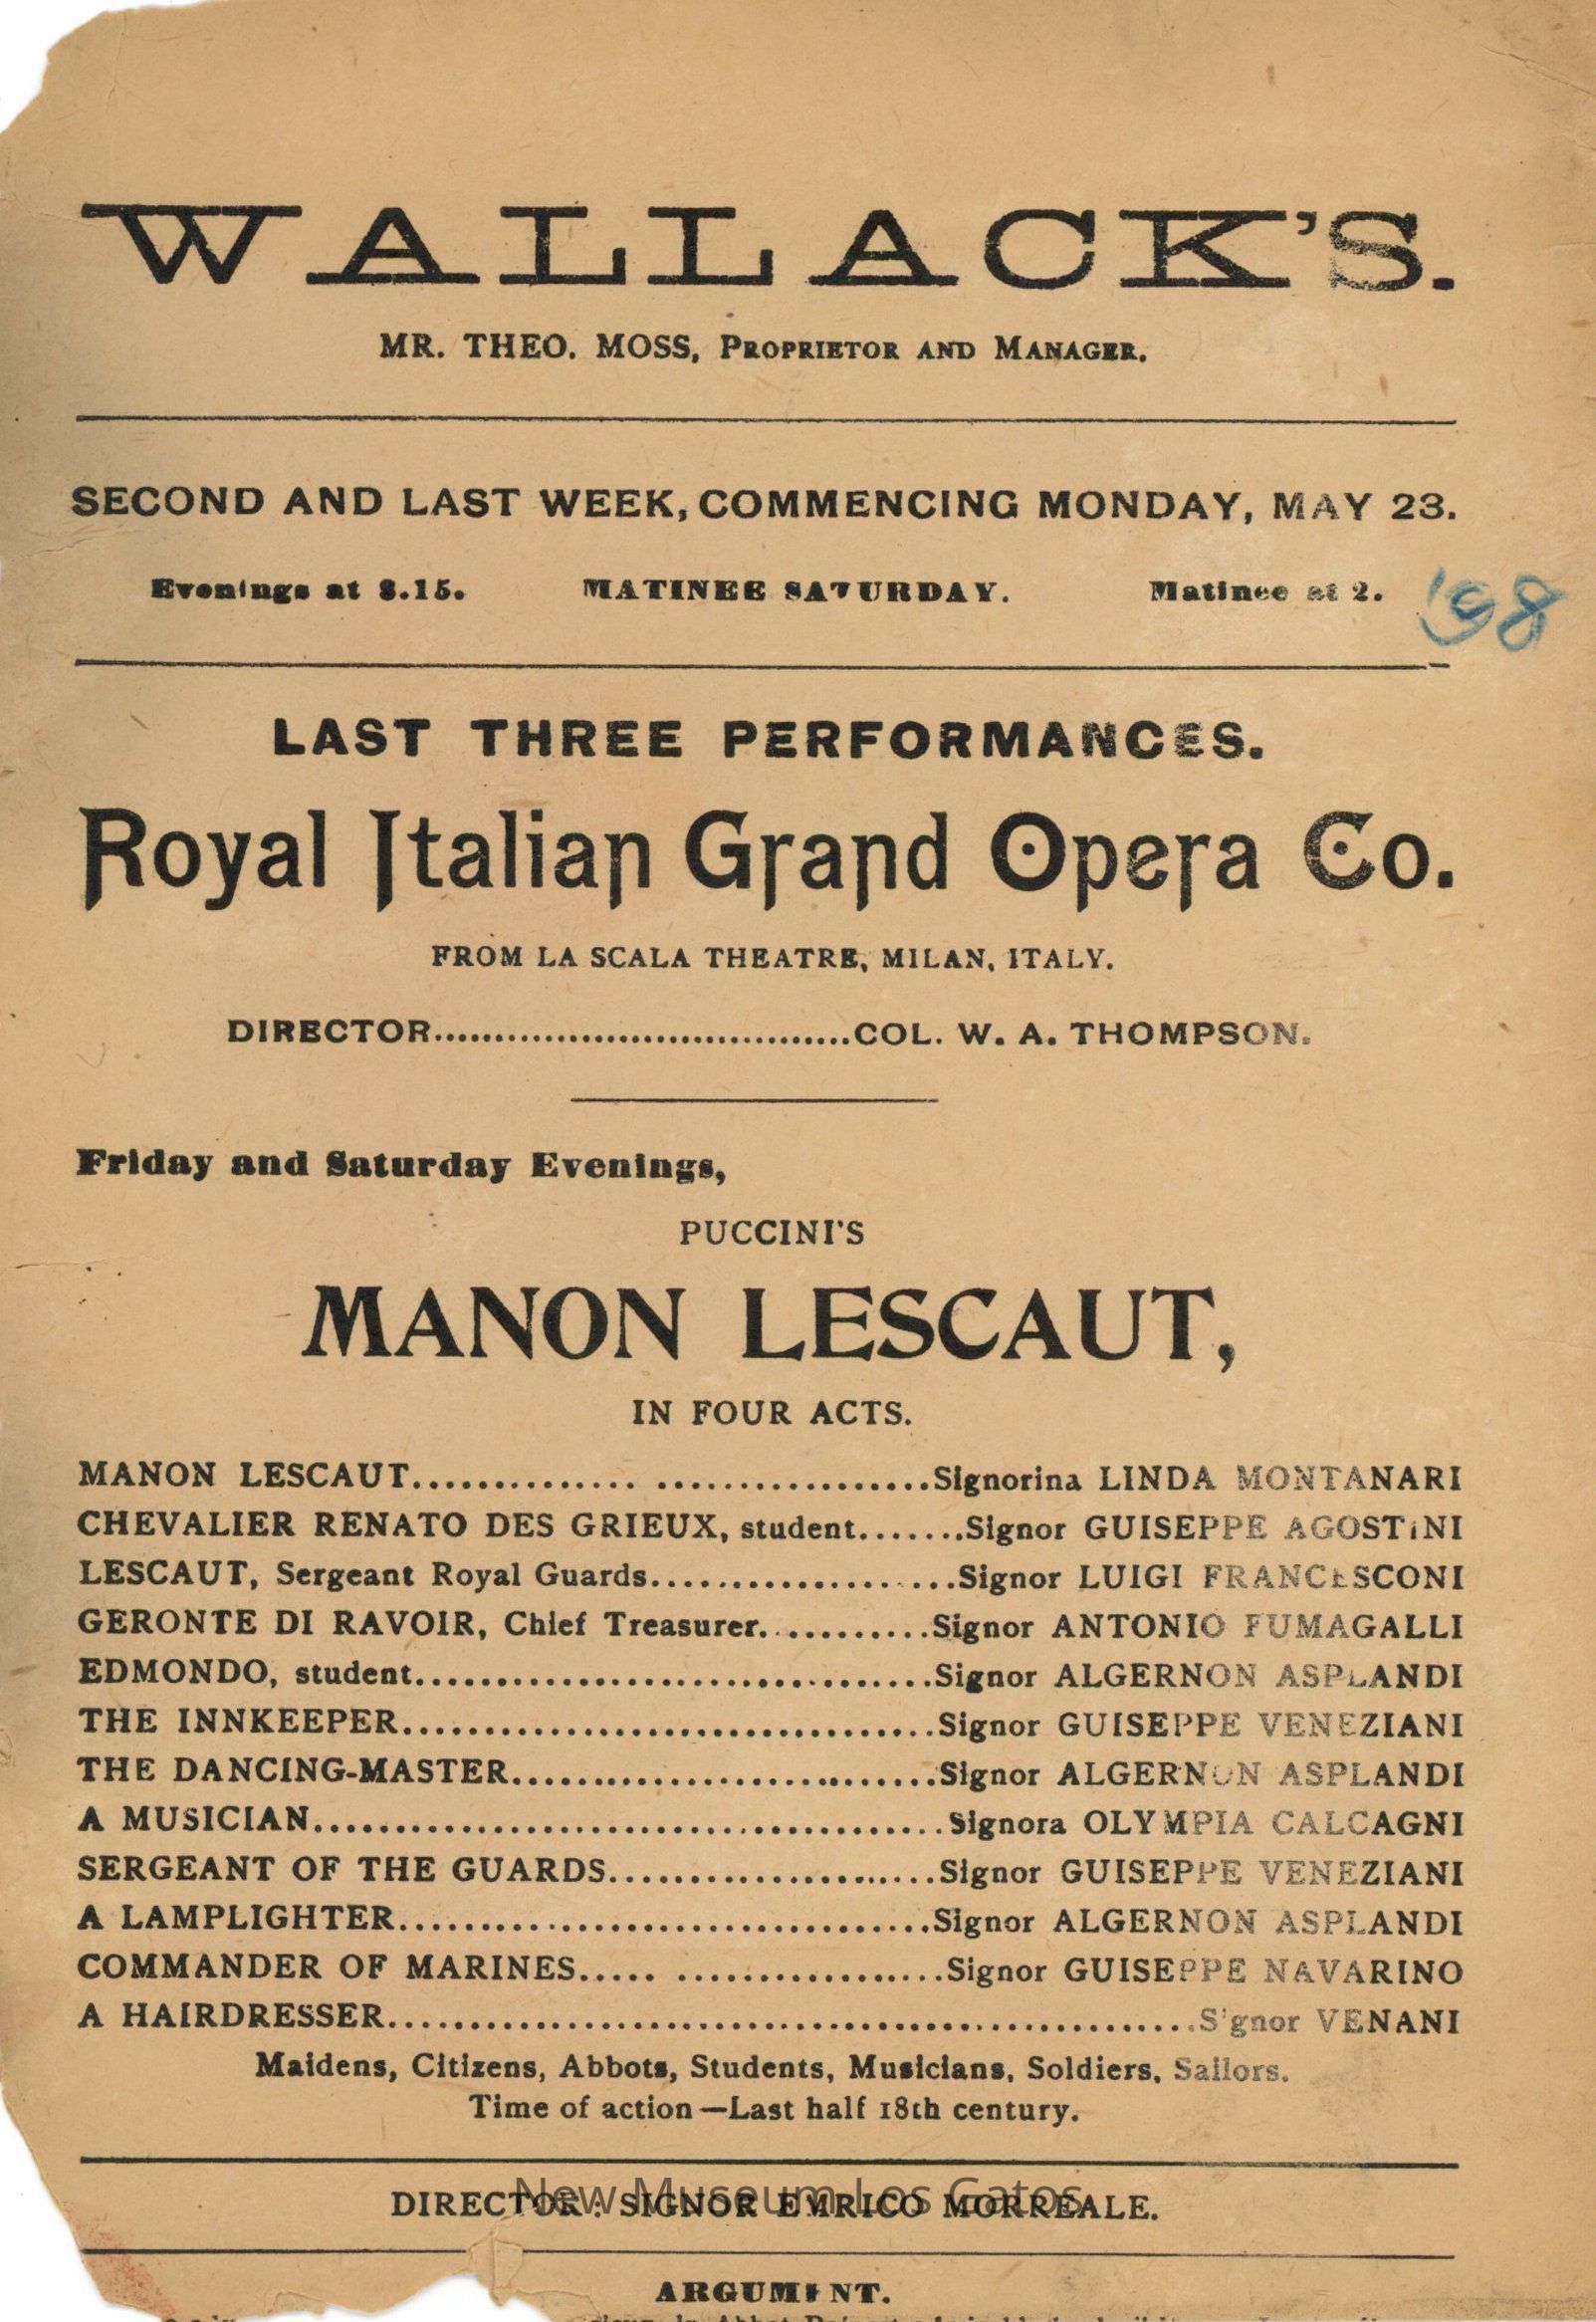 WALLACK'S.
MR. THEO. MOSS, PROPRIETOR AND MANAGER.
SECOND AND LAST WEEK, COMMENCING MONDAY, MAY 23.
Evenings at 8.15. MATINEE SATURDAY. Matinee at 2. '98
LAST THREE PERFORMANCES.
Royal Italian Grand Opera Co.
FROM LA SCALA THEATRE, MILAN, ITALY.
DIRECTOR..................................COL. W. A. THOMPSON.
Friday and Saturday Evenings,
PUCCINI'S
MANON LESCAUT,
IN FOUR ACTS.
MANON LESCAUT.............. .................Signorina LINDA MONTANARI
CHEVALIER RENATO DES GRIEUX, student.......Signor GUISEPPE AGOSTINI
LESCAUT, Sergeant Royal Guards...................Signor LUIGI FRANCESCONI
GERONTE DI RAVOIR, Chief Treasurer...........Signor ANTONIO FUMAGALLI
EDMONDO, student................................Signor ALGERNON ASPLANDI
THE INNKEEPER.................................Signor GUISEPPE VENEZIANI
THE DANCING-MASTER..........................Signor ALGERNON ASPLANDI
A MUSICIAN.......................................Signora OLYMPIA CALCAGNI
SERGEANT OF THE GUARDS....................Signor GUISEPPE VENEZIANI
A LAMPLIGHTER.................................Signor ALGERNON ASPLANDI
COMMANDER OF MARINES..... .................Signor GUISEPPE NAVARINO
A HAIRDRESSER..................................................Signor VENANI
Maidens, Citizens, Abbots, Students, Musicians, Soldiers, Sailors.
Time of action—Last half 18th century.
DIRECTOR: SIGNOR EMRICO MORREALE.
New Museum Los Gatos
ARGUMENT.